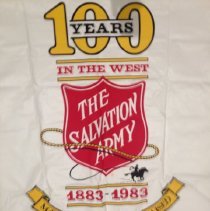 100
YEARS
IN THE WEST
THE
SALVATION
ARMY
1883-1983